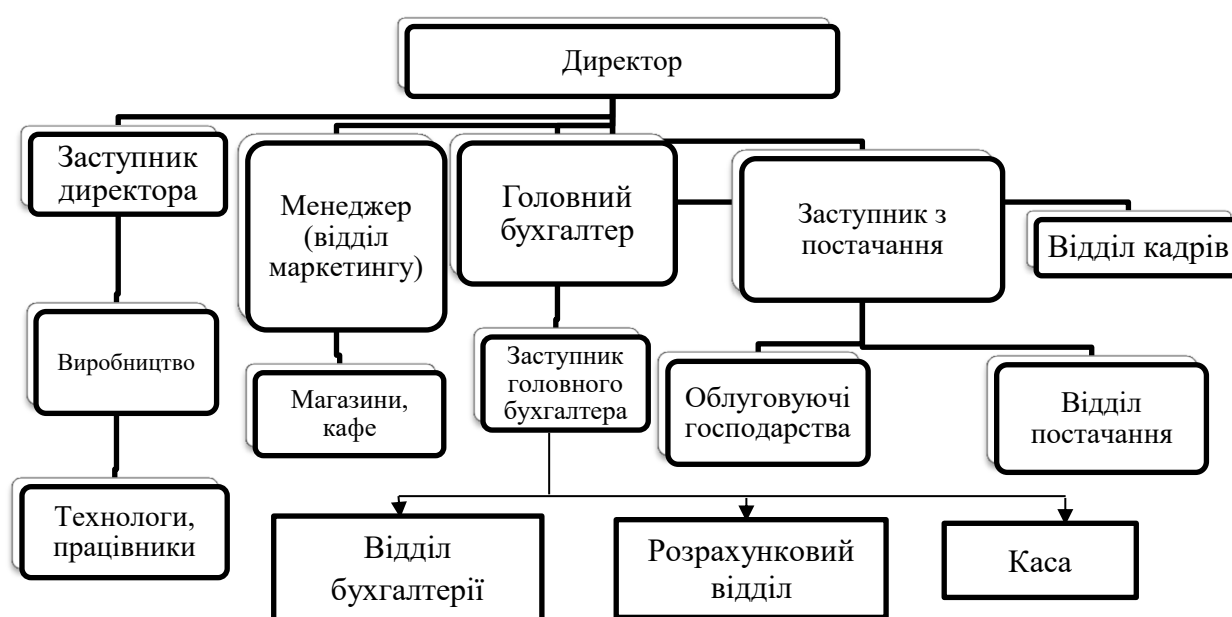 Директор
Заступник
директора
Менеджер
(відділ
маркетингу)
Головний
бухгалтер
Заступник з
постачання
Відділ кадрів
Виробництво
Магазини,
кафе
Заступник
головного
бухгалтера
Облуговуючі
господарства
Відділ
постачання
Технологи,
працівники
Відділ
бухгалтерії
Розрахунковий
відділ
Каса